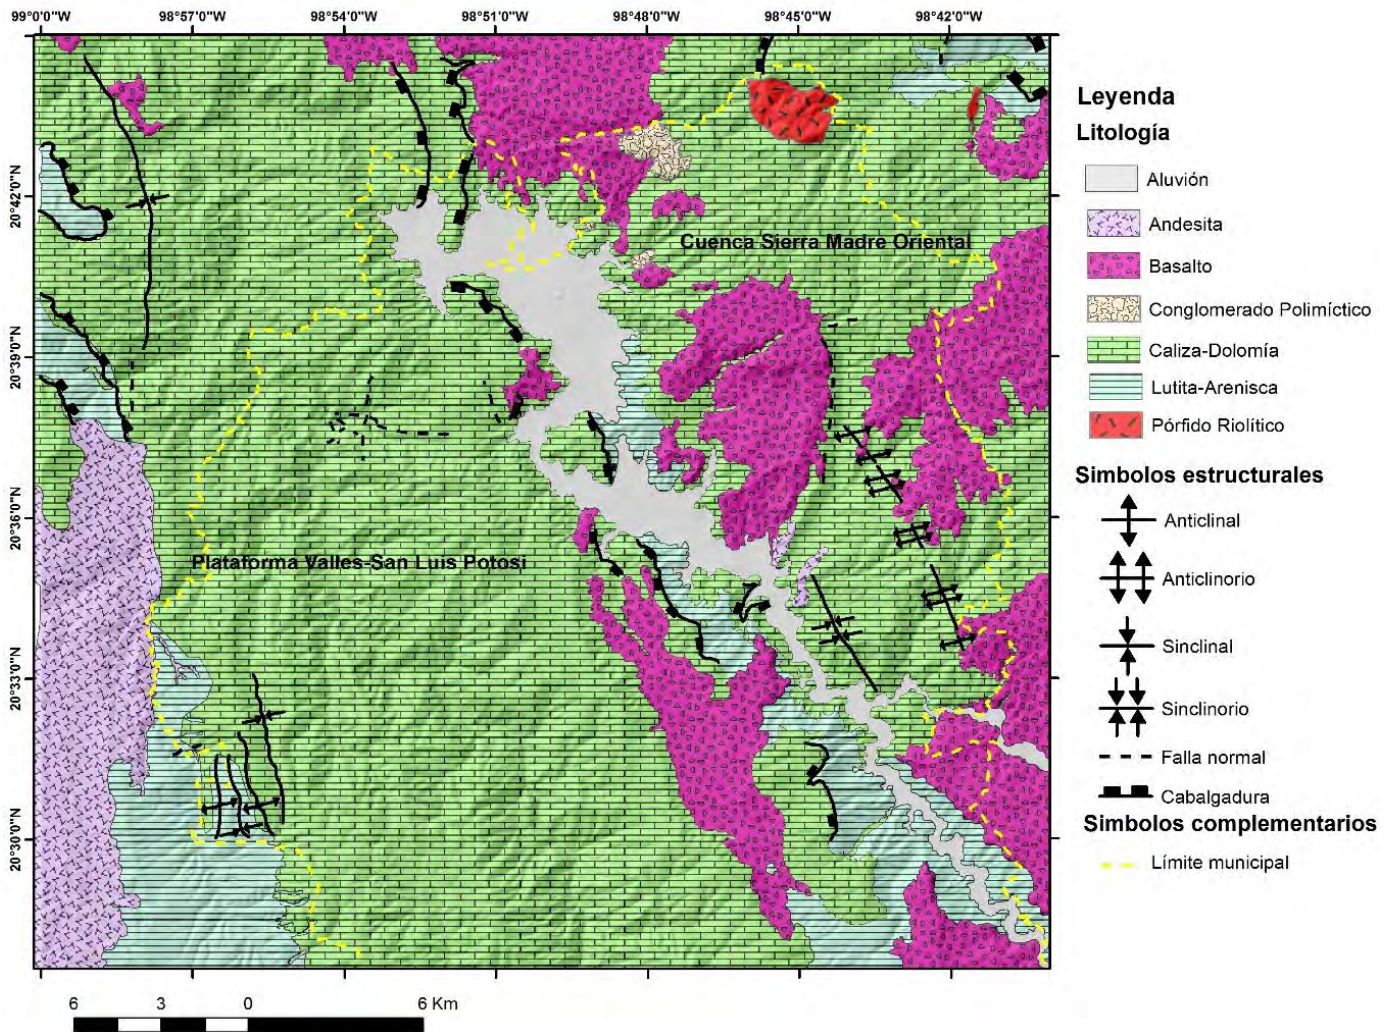 99°00'0"W 98°57'0"W 98°54'0"W 98°51'0"W 98°48'0"W 98°45'0"W 98°42'0"W
20°42'0"N
20°39'0"N
20°36'0"N
20°33'0"N
20°30'0"N
Cuenca Sierra Madre Oriental
Plataforma Valles-San Luis Potosi
Leyenda
Litología
Aluvión
Andesita
Basalto
Conglomerado Polimíctico
Caliza-Dolomía
Lutita-Arenisca
Pórfido Riolítico
Simbolos estructurales
Anticlinal
Anticlinorio
Sinclinal
Sinclinorio
Falla normal
Cabalgadura
Simbolos complementarios
Límite municipal
6 3 0 6 Km